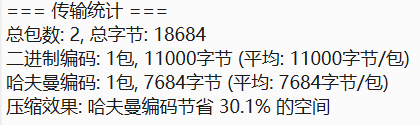 === 传输统计 ===
总包数: 2, 总字节: 18684
二进制编码: 1包, 11000字节 (平均: 11000字节/包)
哈夫曼编码: 1包, 7684字节 (平均: 7684字节/包)
压缩效果: 哈夫曼编码节省 30.1% 的空间